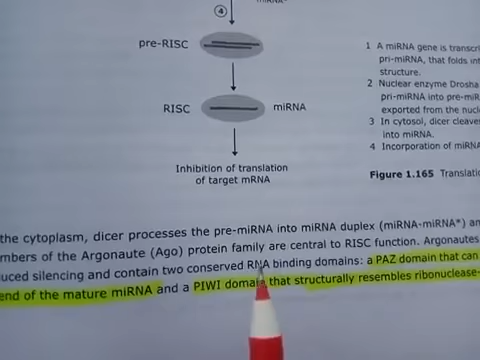 4
pre-RISC
RISC
miRNA
Inhibition of translation
of target mRNA
1 A miRNA gene is transcri
pri-miRNA, that folds int
structure.
2 Nuclear enzyme Drosha
pri-miRNA into pre-miR
exported from the nucl
3 In cytosol, dicer cleave
into miRNA.
4 Incorporation of miRNA
Figure 1.165 Translatio
the cytoplasm, dicer processes the pre-miRNA into miRNA duplex (miRNA-miRNA*) an
mbers of the Argonaute (Ago) protein family are central to RISC function. Argonautes
uced silencing and contain two conserved RNA binding domains: a PAZ domain that can
end of the mature miRNA and a PIWI domain that structurally resembles ribonuclease-